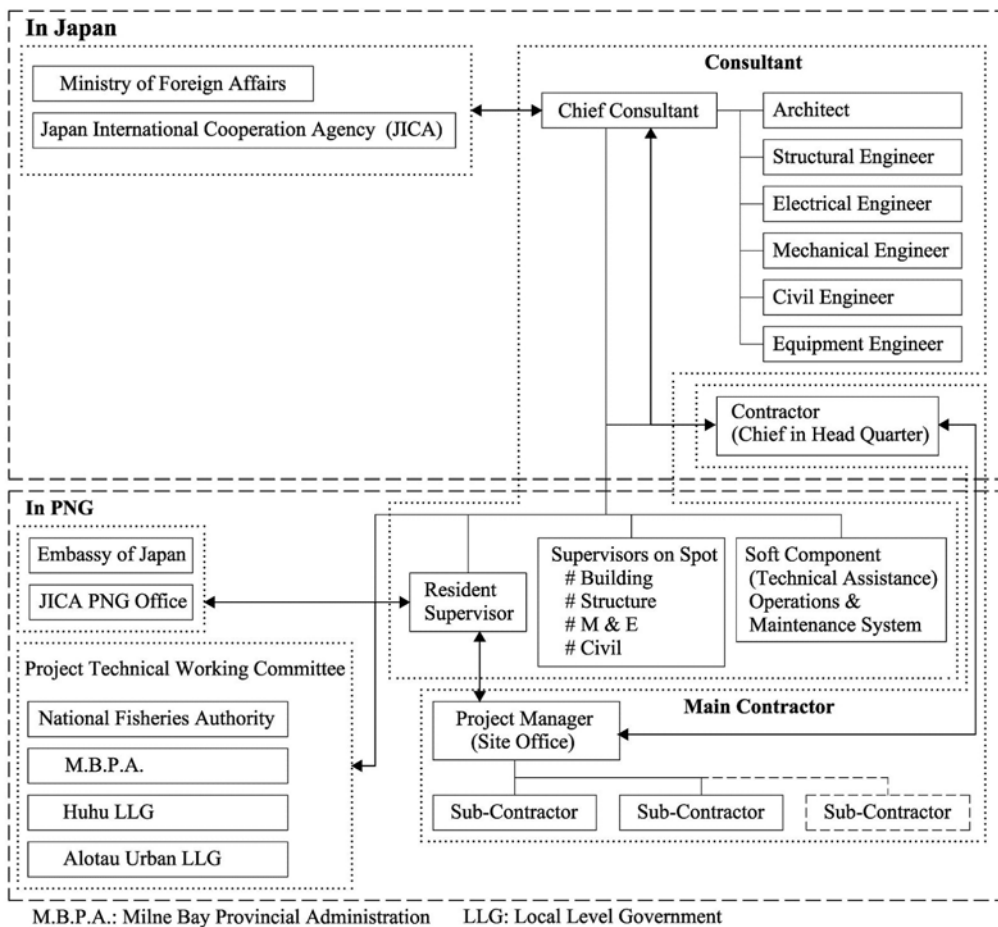 In Japan
Ministry of Foreign Affairs
Japan International Cooperation Agency (JICA)
Consultant
Chief Consultant
Architect
Structural Engineer
Electrical Engineer
Mechanical Engineer
Civil Engineer
Equipment Engineer
Contractor
(Chief in Head Quarter)
In PNG
Embassy of Japan
JICA PNG Office
Resident
Supervisor
Supervisors on Spot
# Building
# Structure
# M & E
# Civil
Soft Component
(Technical Assistance)
Operations &
Maintenance System
Project Technical Working Committee
National Fisheries Authority
M.B.P.A.
Huhu LLG
Alotau Urban LLG
Main Contractor
Project Manager
(Site Office)
Sub-Contractor
Sub-Contractor
Sub-Contractor
M.B.P.A.: Milne Bay Provincial Administration LLG: Local Level Government